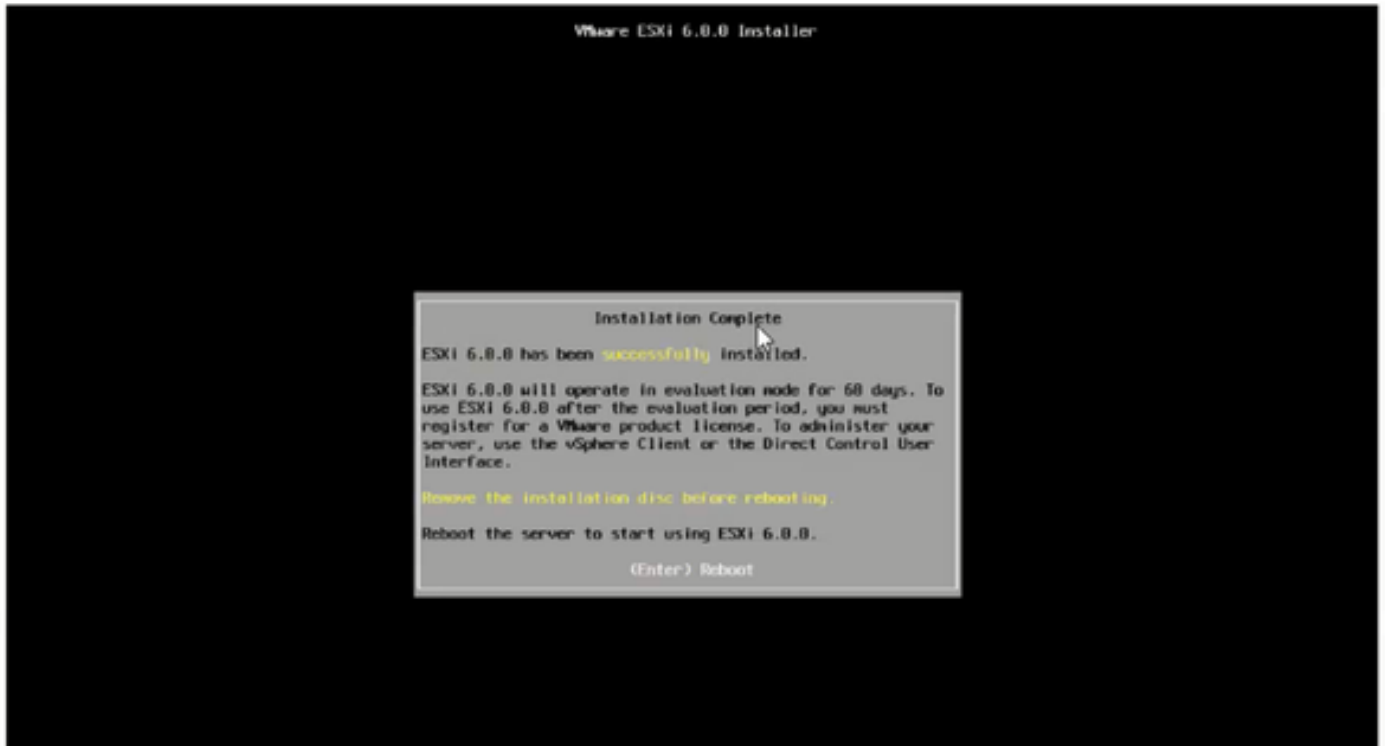 VMware ESXi 6.0.0 Installer
Installation Complete
ESXi 6.0.0 has been successfully installed.
ESXi 6.0.0 will operate in evaluation mode for 60 days. To
use ESXi 6.0.0 after the evaluation period, you must
register for a VMware product license. To administer your
server, use the vSphere Client or the Direct Control User
Interface.
Remove the installation disc before rebooting.
Reboot the server to start using ESXi 6.0.0.
(Enter) Reboot